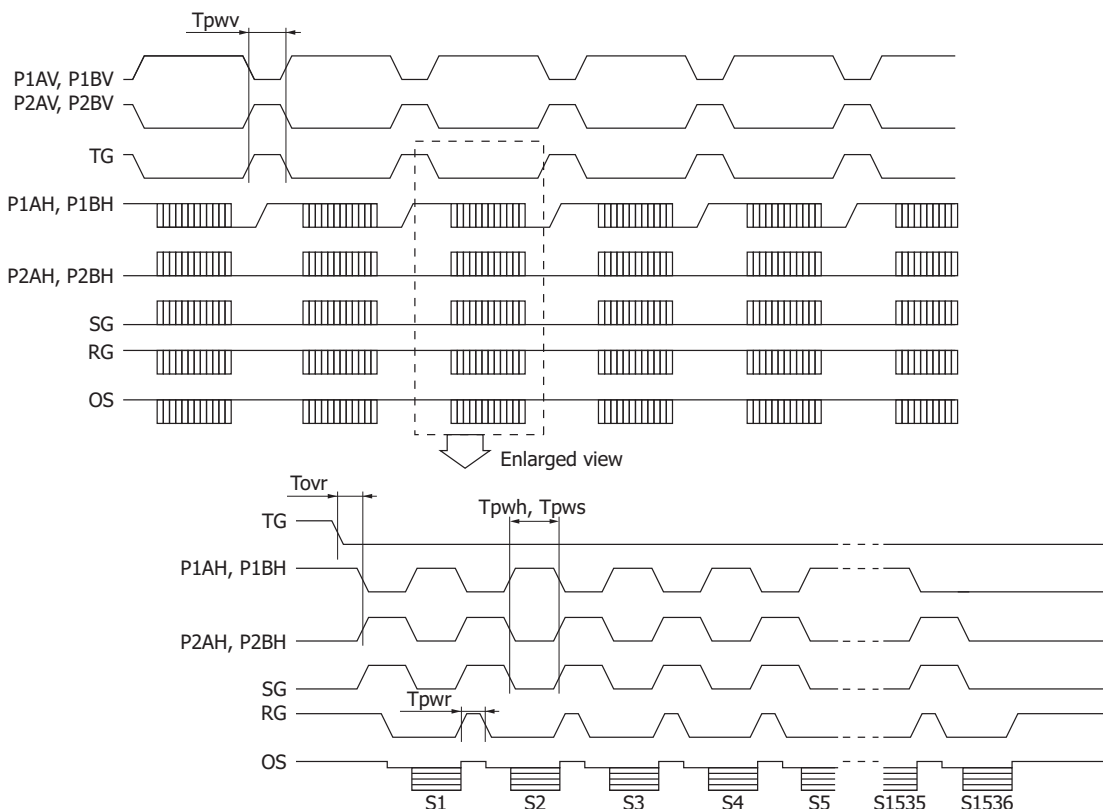 Tpwv
P1AV, P1BV
P2AV, P2BV
TG
P1AH, P1BH
P2AH, P2BH
SG
RG
OS
Enlarged view
Tovr
Tpwh, Tpws
TG
P1AH, P1BH
P2AH, P2BH
SG
Tpwr
RG
OS
S1 S2 S3 S4 S5 S1535 S1536